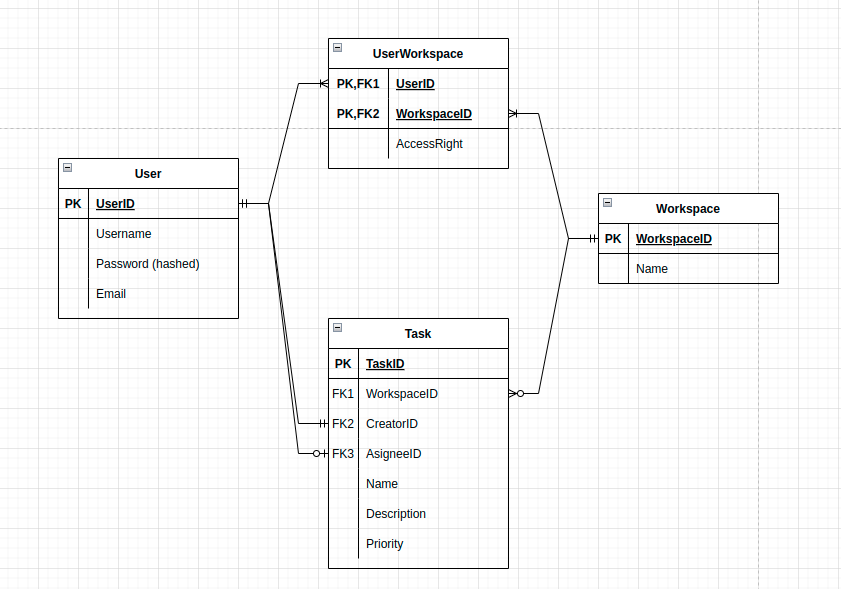 UserWorkspace
PK,FK1 UserID
PK,FK2 WorkspaceID
AccessRight
User
PK UserID
Username
Password (hashed)
Email
Workspace
PK WorkspaceID
Name
Task
PK TaskID
FK1 WorkspaceID
FK2 CreatorID
FK3 AsigneeID
Name
Description
Priority